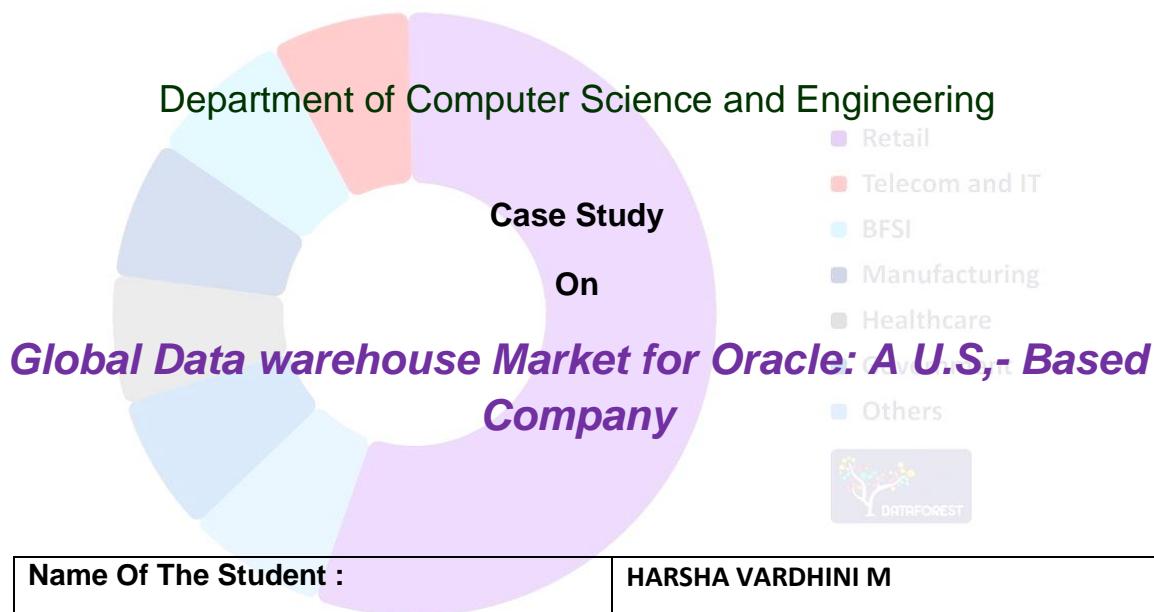 Department of Computer Science and Engineering
Retail
Telecom and IT
Case Study
BFSI
On
Manufacturing
Healthcare
Global Data warehouse Market for Oracle: A U.S,- Based
Government
Company
Others
DATAFOREST
Name Of The Student : HARSHA VARDHINI M